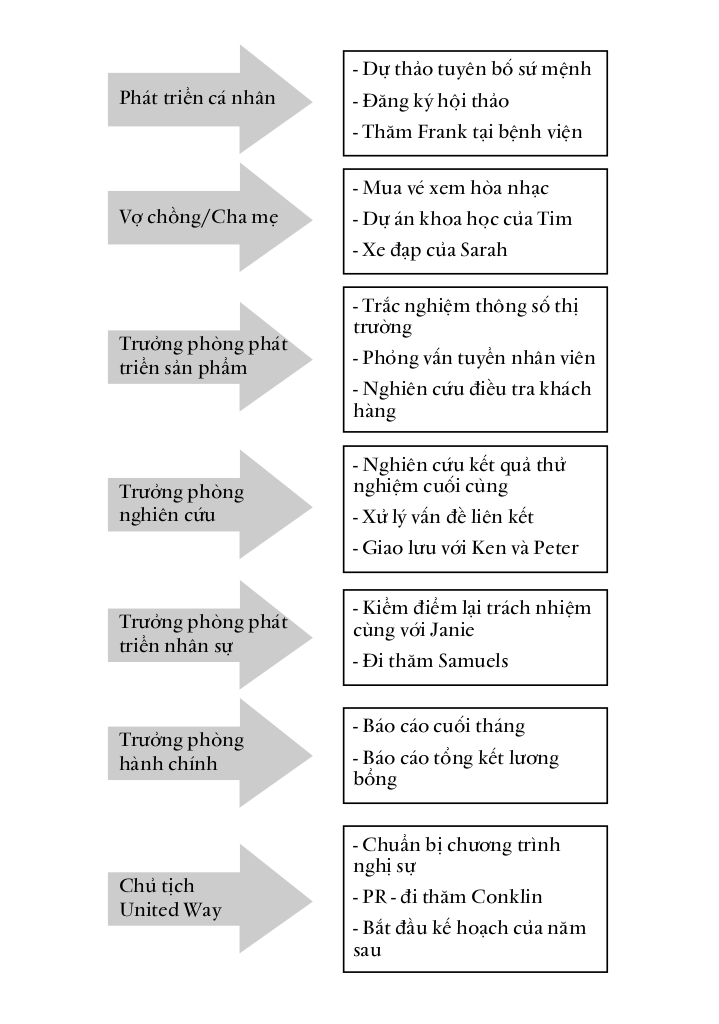 Phát triển cá nhân
- Dự thảo tuyên bố sứ mệnh
- Đăng ký hội thảo
- Thăm Frank tại bệnh viện
Vợ chồng/Cha mẹ
- Mua vé xem hòa nhạc
- Dự án khoa học của Tim
- Xe đạp của Sarah
Trưởng phòng phát
triển sản phẩm
- Trắc nghiệm thông số thị
trường
- Phỏng vấn tuyển nhân viên
- Nghiên cứu điều tra khách
hàng
Trưởng phòng
nghiên cứu
- Nghiên cứu kết quả thử
nghiệm cuối cùng
- Xử lý vấn đề liên kết
- Giao lưu với Ken và Peter
Trưởng phòng phát
triển nhân sự
- Kiểm điểm lại trách nhiệm
cùng với Janie
- Đi thăm Samuels
Trưởng phòng
hành chính
- Báo cáo cuối tháng
- Báo cáo tổng kết lương
bổng
Chủ tịch
United Way
- Chuẩn bị chương trình
nghị sự
- PR - đi thăm Conklin
- Bắt đầu kế hoạch của năm
sau